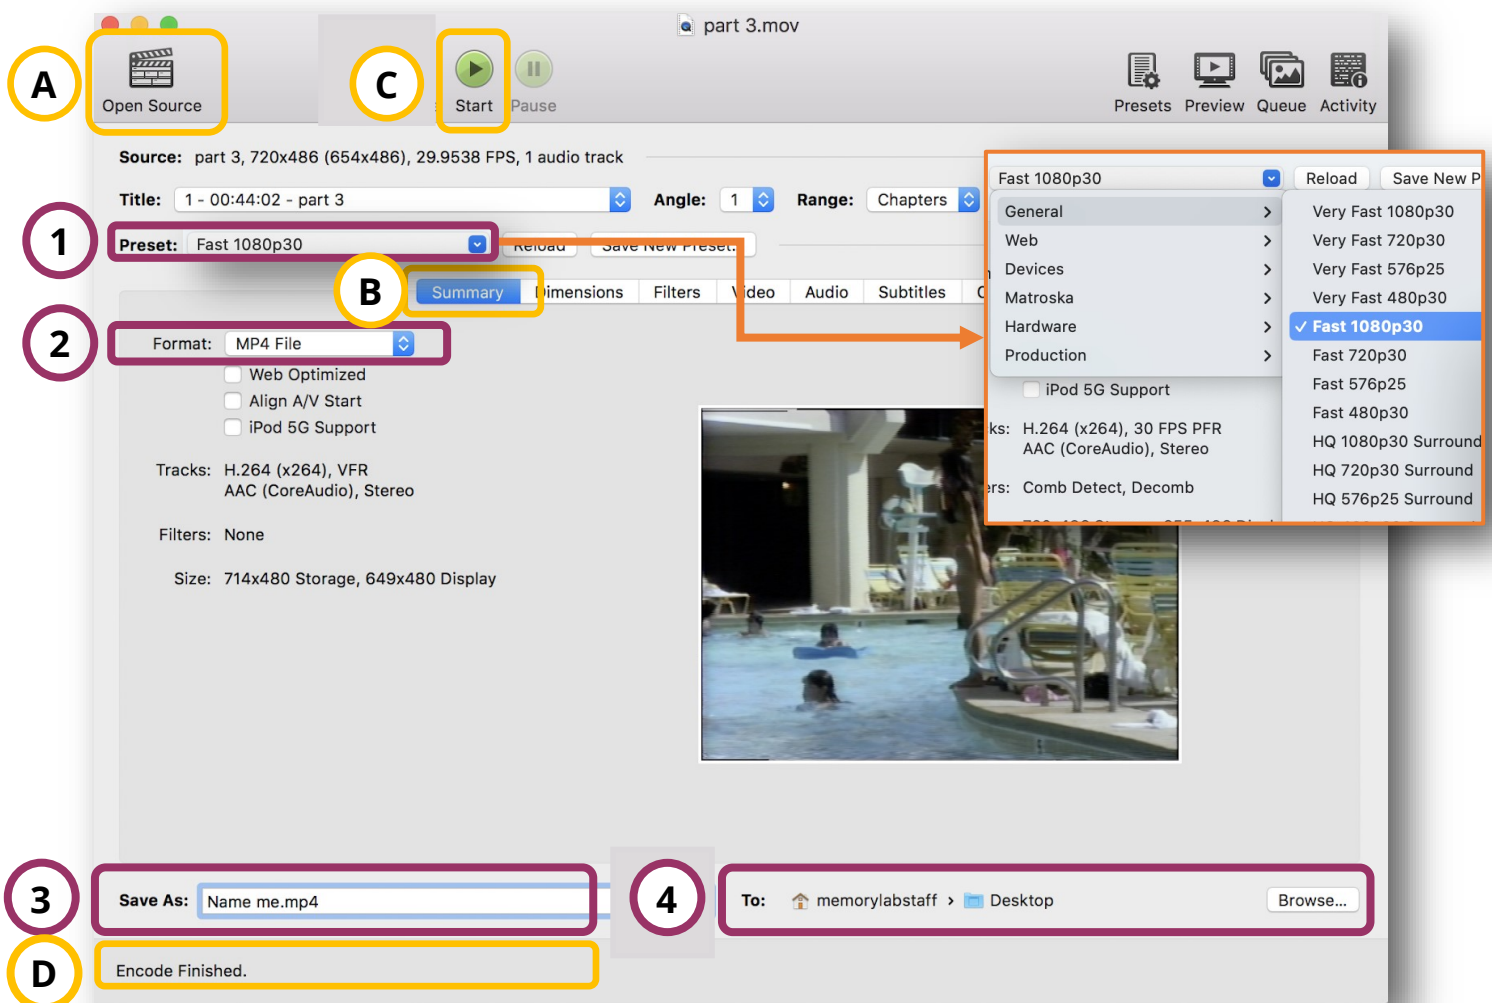 part 3.mov
A
C
Open Source
Start
Pause
Presets
Preview
Queue
Activity
Source: part 3, 720x486 (654x486), 29.9538 FPS, 1 audio track
Title: 1 - 00:44:02 - part 3
Angle: 1
Range: Chapters
1
Preset: Fast 1080p30
Reload
Save New Preset
B
Summary
Dimensions
Filters
Video
Audio
Subtitles
2
Format: MP4 File
Web Optimized
Align A/V Start
iPod 5G Support
Tracks: H.264 (x264), VFR
AAC (CoreAudio), Stereo
Filters: None
Size: 714x480 Storage, 649x480 Display
Fast 1080p30
Reload
Save New P
General
Web
Devices
Matroska
Hardware
Production
Very Fast 1080p30
Very Fast 720p30
Very Fast 576p25
Very Fast 480p30
✓ Fast 1080p30
Fast 720p30
Fast 576p25
Fast 480p30
HQ 1080p30 Surround
HQ 720p30 Surround
HQ 576p25 Surround
iPod 5G Support
ks: H.264 (x264), 30 FPS PFR
AAC (CoreAudio), Stereo
ers: Comb Detect, Decomb
3
Save As: Name me.mp4
4
To: memorylabstaff › Desktop
Browse...
D
Encode Finished.